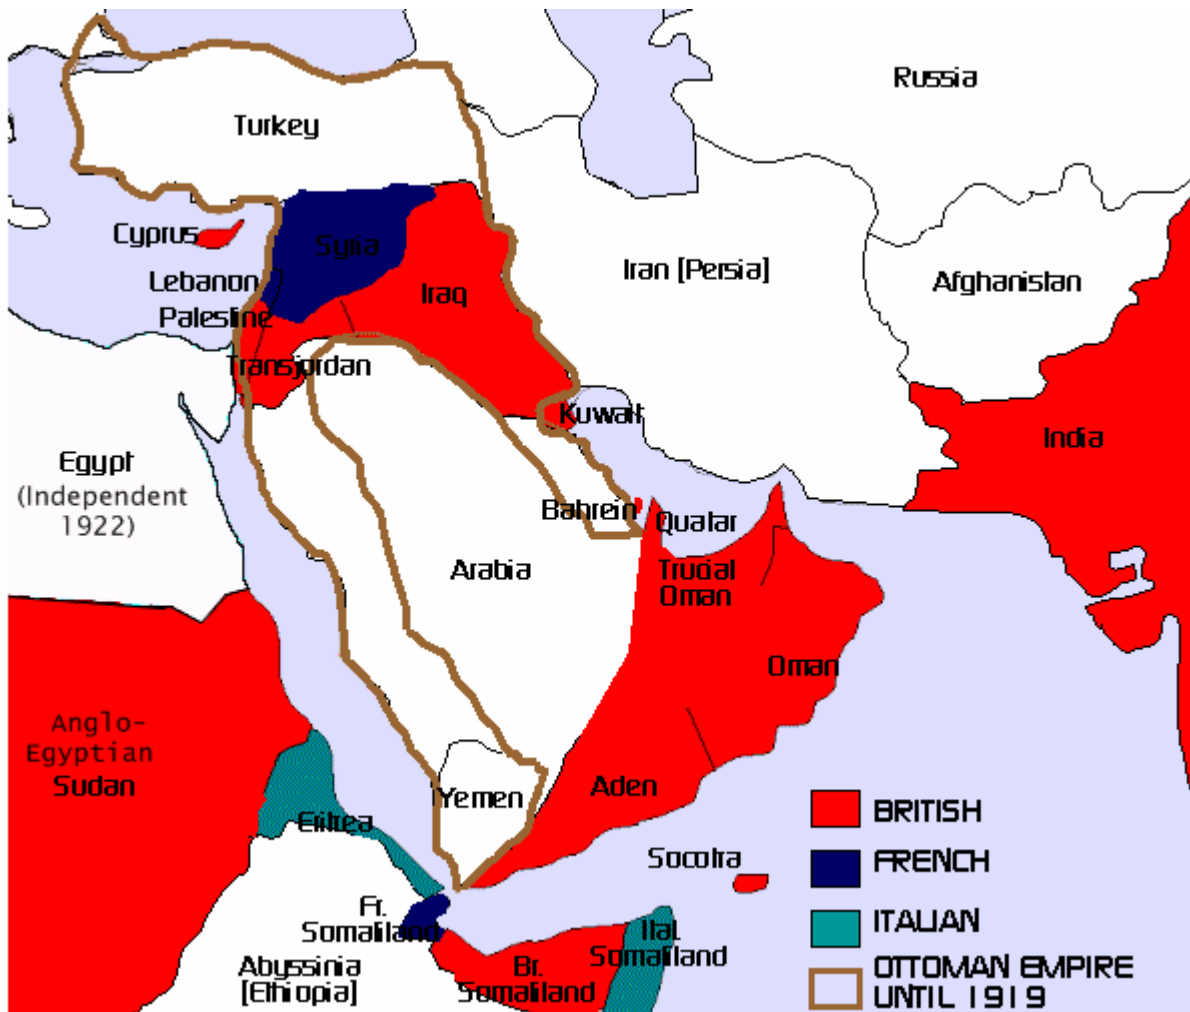 Russia
Turkey
Cyprus
Syria
Iran [Persia]
Afghanistan
Lebanon
Iraq
Palesline
Transjordan
Kuwait
India
Egypt
(Independent
1922)
Bahrein
Quatar
Arabia
Trucial
Oman
Oman
Anglo-
Egyptian
Sudan
Aden
Yemen
Eritrea
BRITISH
Socotra
FRENCH
Fr.
Somaliland
ITALIAN
Ital.
Somaliland
Abyssinia
[Ethiopia]
Br.
Somaliland
OTTOMAN EMPIRE
UNTIL 1919